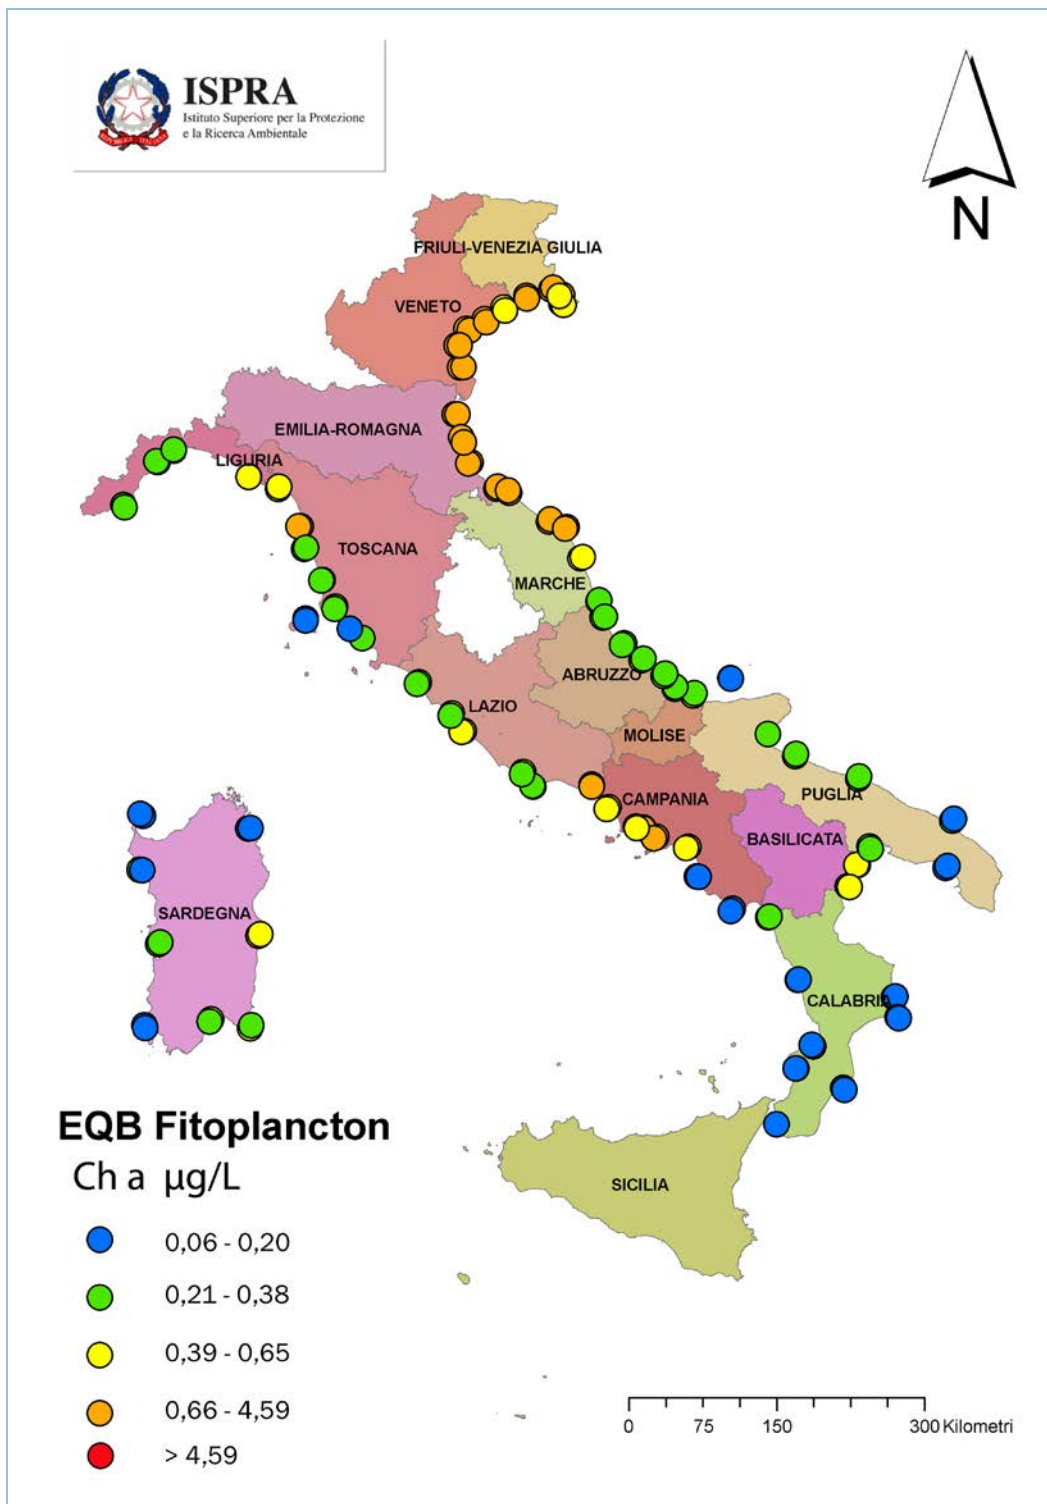 ISPRA
Istituto Superiore per la Protezione
e la Ricerca Ambientale
N
FRIULI-VENEZIA GIULIA
VENETO
EMILIA-ROMAGNA
LIGURIA
TOSCANA
MARCHE
ABRUZZO
LAZIO
MOLISE
CAMPANIA
PUGLIA
BASILICATA
SARDEGNA
CALABRIA
SICILIA
EQB Fitoplancton
Ch a µg/L
0,06 - 0,20
0,21 - 0,38
0,39 - 0,65
0,66 - 4,59
> 4,59
0 75 150 300 Kilometri